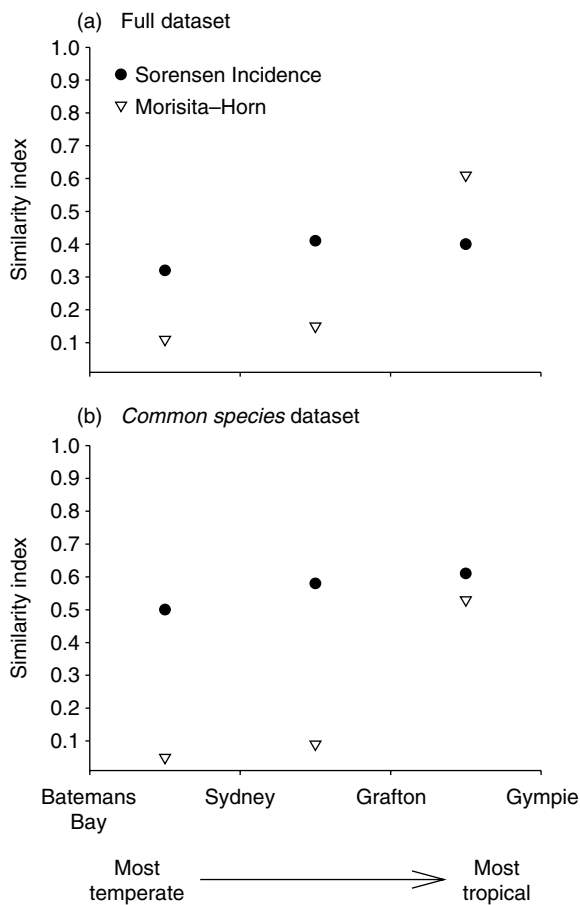 (a) Full dataset
1.0
0.9
0.8
0.7
0.6
0.5
0.4
0.3
0.2
0.1
Similarity index
Sorensen Incidence
Morisita–Horn
(b) Common species dataset
1.0
0.9
0.8
0.7
0.6
0.5
0.4
0.3
0.2
0.1
Similarity index
Batemans
Bay
Sydney
Grafton
Gympie
Most
temperate
Most
tropical